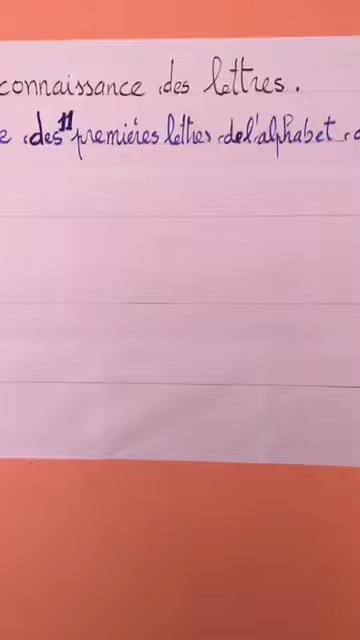 connaissance des lettres.
e des 11 premières lettres de l'alphabet.